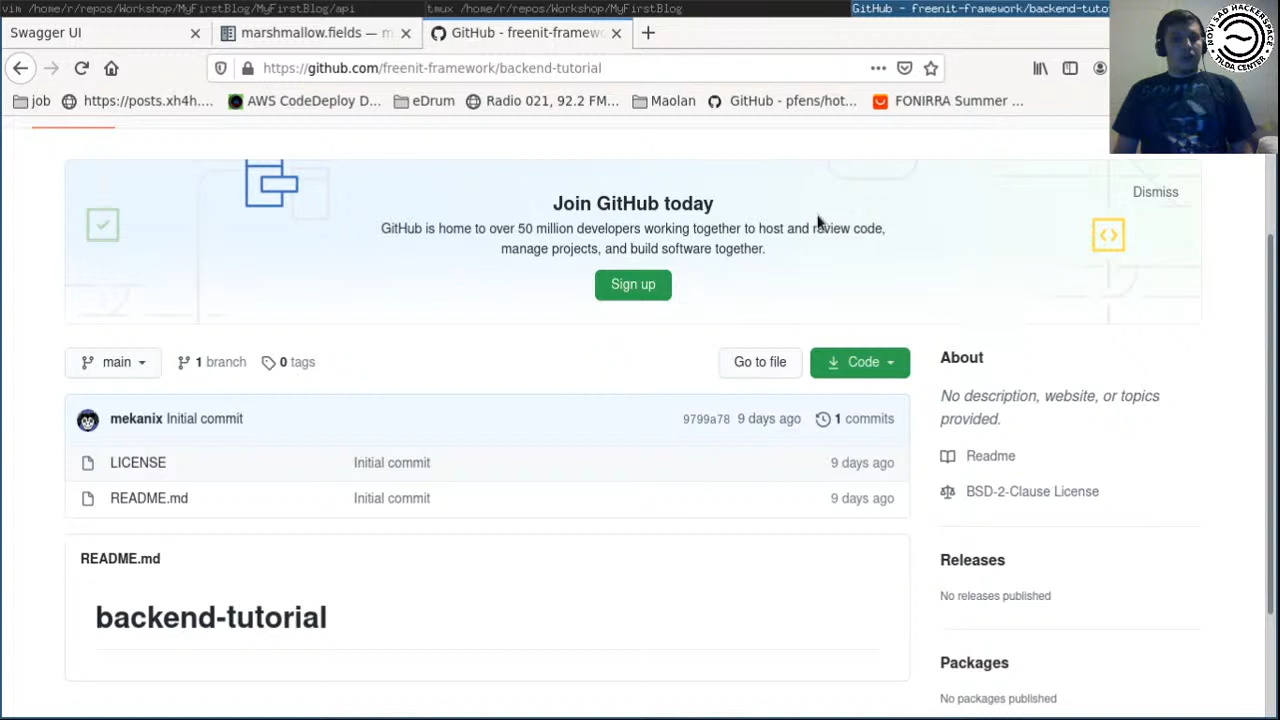 vim /home/r/repos/Workshop/MyFirstBlog/MyFirstBlog/api
tmux /home/r/repos/Workshop/MyFirstBlog
GitHub - freenit-framework/backend-tuto
Swagger UI
marshmallow.fields — m
GitHub - freenit-framew
https://github.com/freenit-framework/backend-tutorial
job
https://posts.xh4h....
AWS CodeDeploy D...
eDrum
Radio 021, 92.2 FM...
Maolan
GitHub - pfens/hot...
FONIRRA Summer ...
NOVI SAD HACKERSPACE
TILDA CENTER
Join GitHub today
Dismiss
GitHub is home to over 50 million developers working together to host and review code,
manage projects, and build software together.
Sign up
main
1 branch
0 tags
Go to file
Code
mekanix Initial commit
9799a78 9 days ago
1 commits
LICENSE
Initial commit
9 days ago
README.md
Initial commit
9 days ago
README.md
backend-tutorial
About
No description, website, or topics
provided.
Readme
BSD-2-Clause License
Releases
No releases published
Packages
No packages published